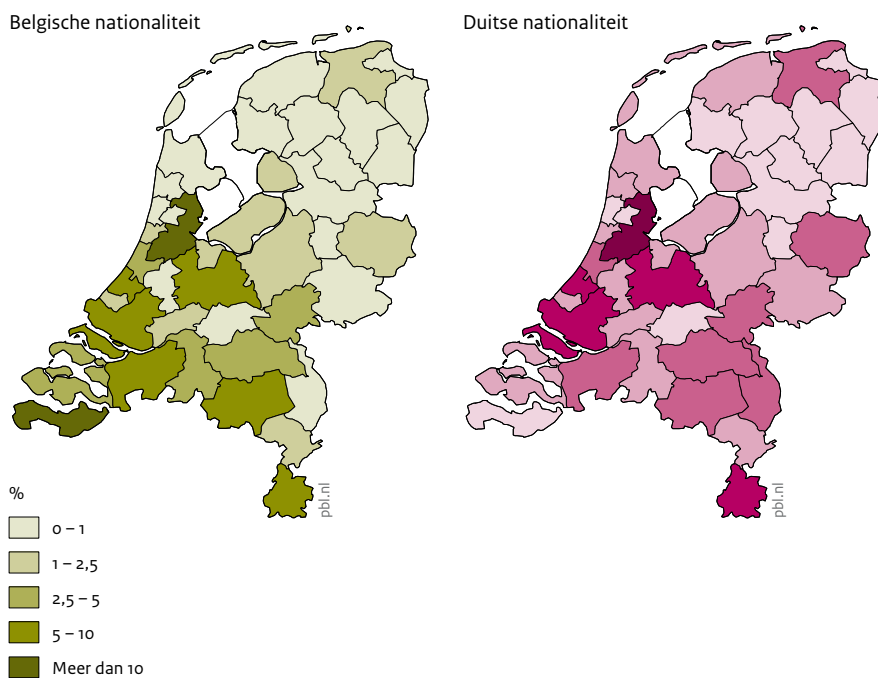 Belgische nationaliteit
Duitse nationaliteit
pbl.nl
pbl.nl
%
0 – 1
1 – 2,5
2,5 – 5
5 – 10
Meer dan 10